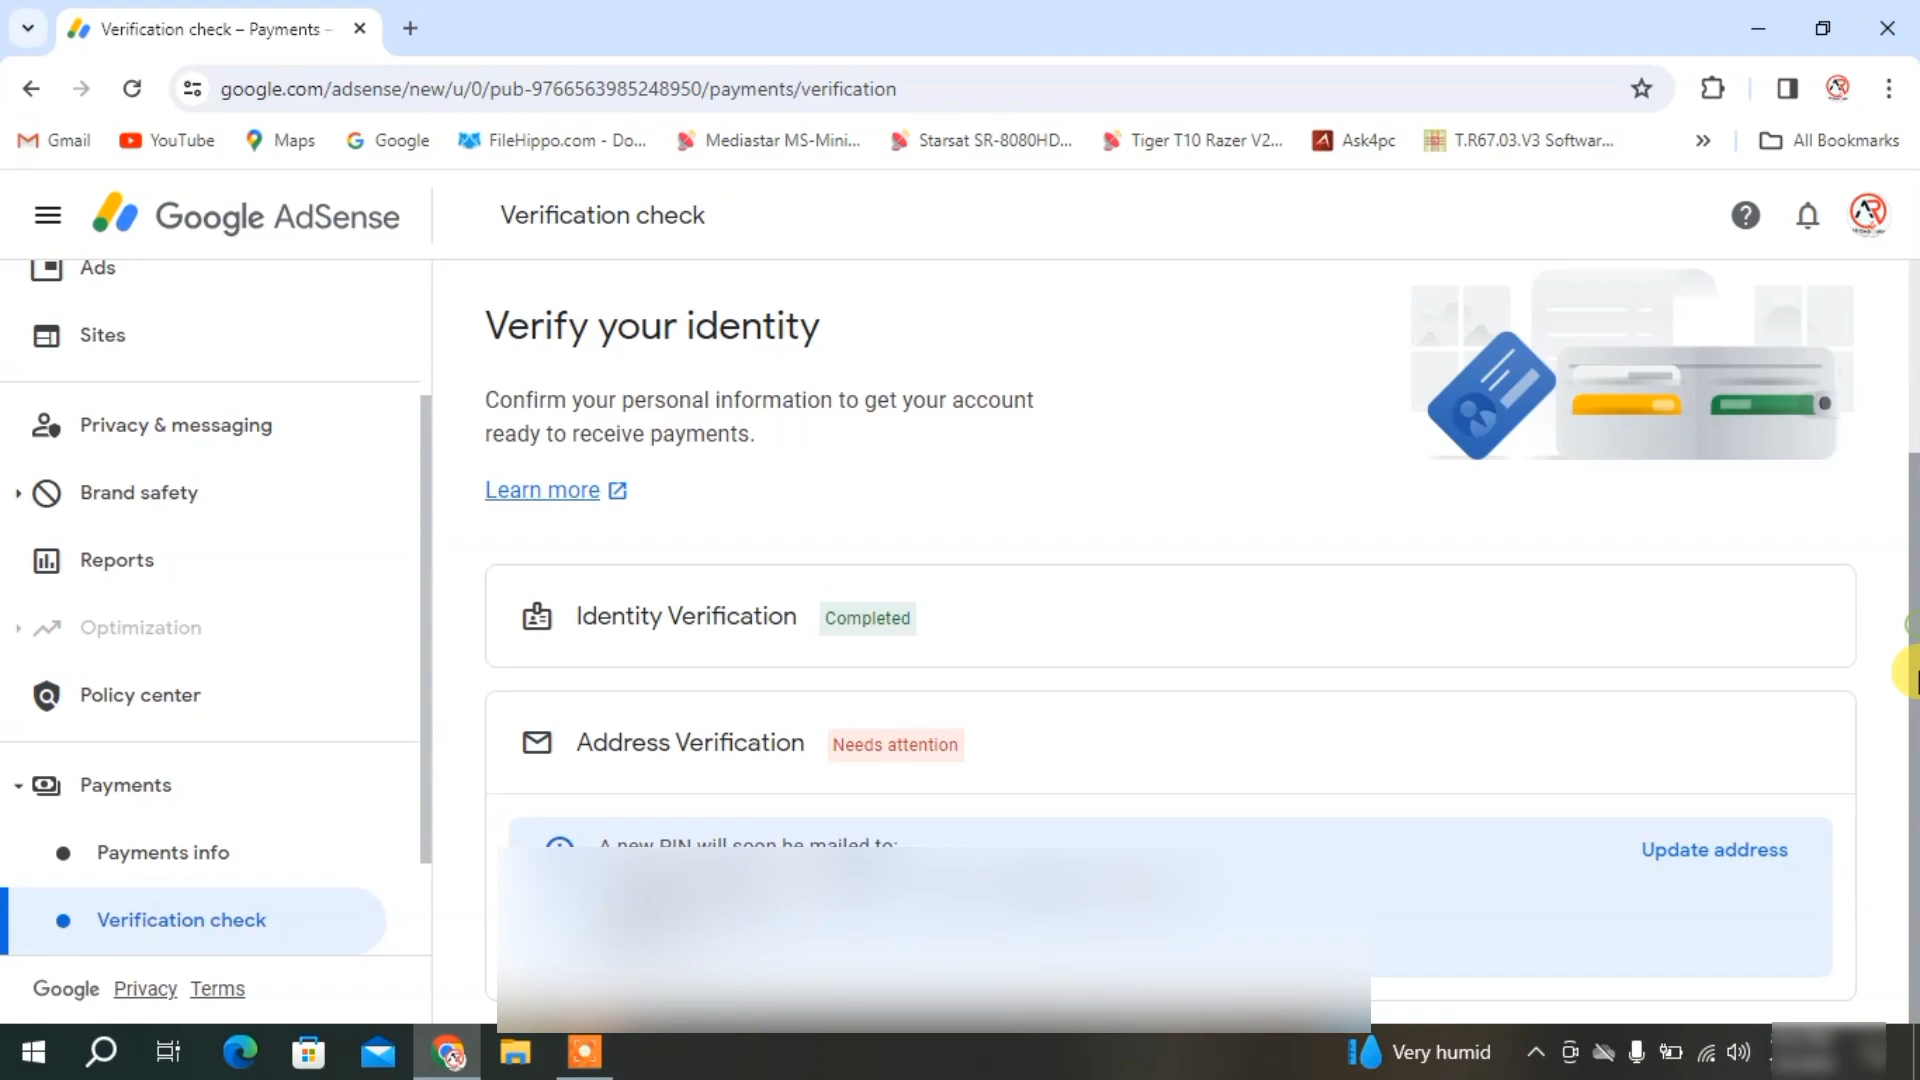 Verification check – Payments –
google.com/adsense/new/u/0/pub-9766563985248950/payments/verification
Gmail
YouTube
Maps
Google
FileHippo.com - Do...
Mediastar MS-Mini...
Starsat SR-8080HD...
Tiger T10 Razer V2...
Ask4pc
T.R67.03.V3 Softwar...
All Bookmarks
Google AdSense
Verification check
Ads
Sites
Privacy & messaging
Brand safety
Reports
Optimization
Policy center
Payments
Payments info
Verification check
Google Privacy Terms
Verify your identity
Confirm your personal information to get your account
ready to receive payments.
Learn more
Identity Verification Completed
Address Verification Needs attention
A new PIN will soon be mailed to:
Update address
Very humid